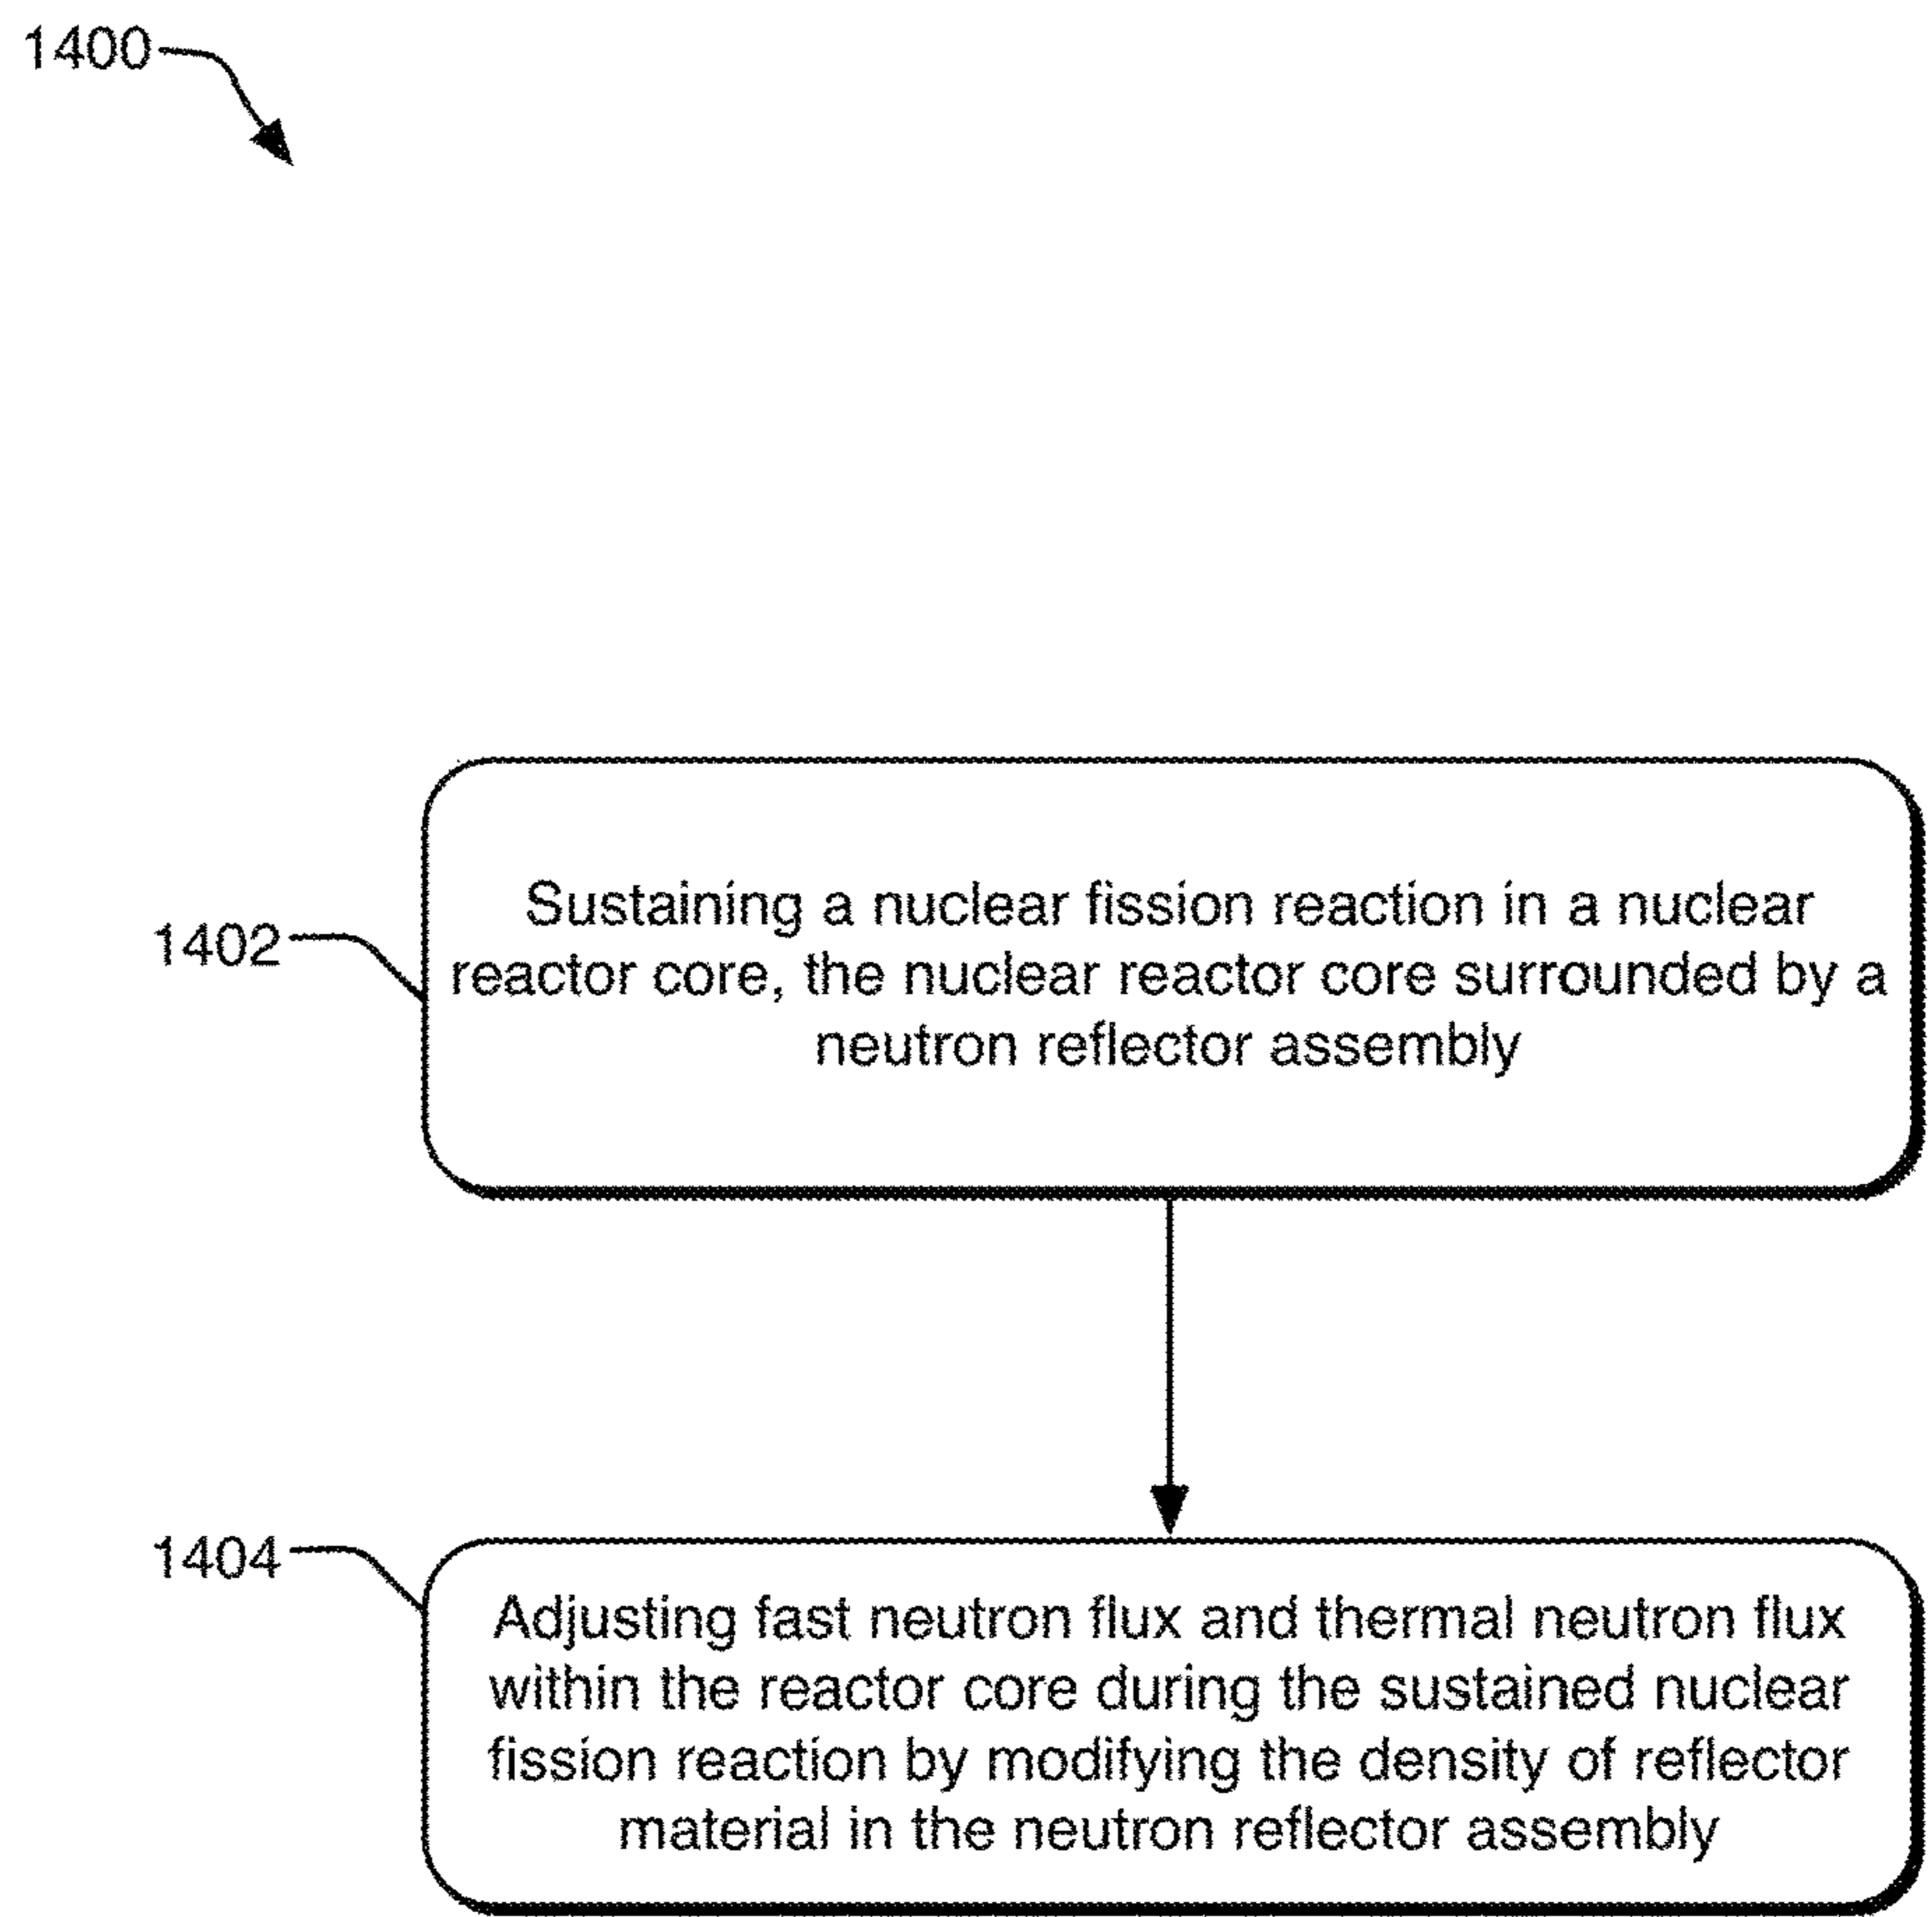 1400
1402
Sustaining a nuclear fission reaction in a nuclear
reactor core, the nuclear reactor core surrounded by a
neutron reflector assembly
1404
Adjusting fast neutron flux and thermal neutron flux
within the reactor core during the sustained nuclear
fission reaction by modifying the density of reflector
material in the neutron reflector assembly